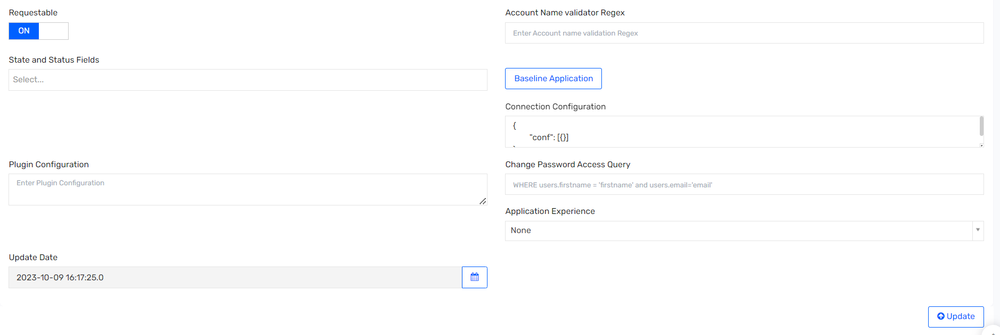 Requestable
ON
Account Name validator Regex
Enter Account name validation Regex
State and Status Fields
Select...
Baseline Application
Connection Configuration
{
"conf": [{}]
Plugin Configuration
Enter Plugin Configuration
Change Password Access Query
WHERE users.firstname = 'firstname' and users.email='email'
Application Experience
None
Update Date
2023-10-09 16:17:25.0
Update